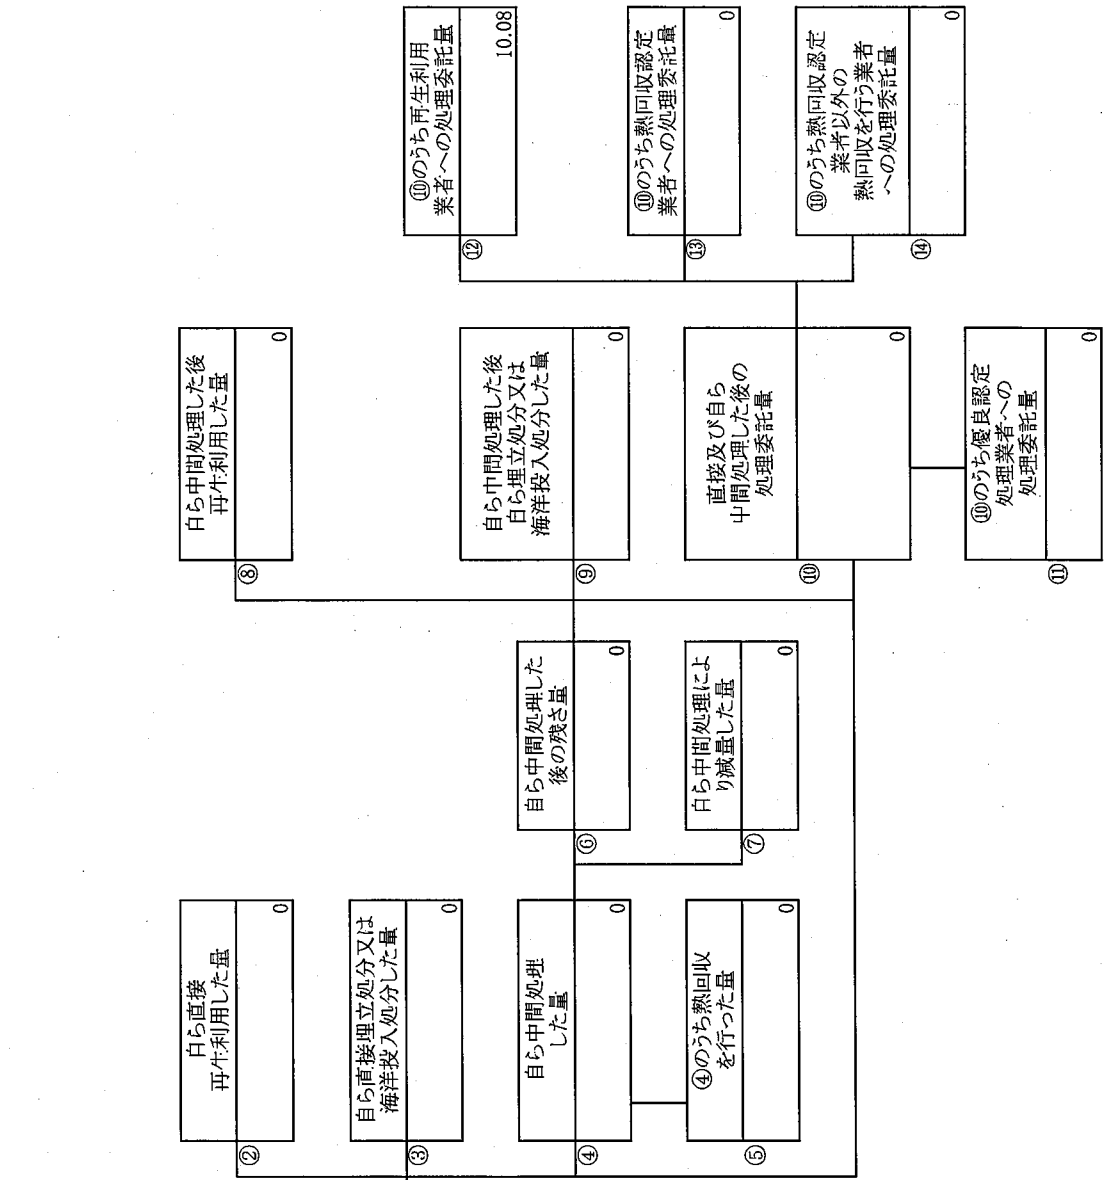 ②
自ら直接
再生利用した量
0
③
自ら直接埋立処分又は
海洋投入処分した量
0
④
自ら中間処理
した量
0
⑤
④のうち熱回収
を行った量
0
⑥
自ら中間処理した
後の残さ量
0
⑦
自ら中間処理によ
り減量した量
0
⑧
自ら中間処理した後
再生利用した量
0
⑨
自ら中間処理した後
自ら埋立処分又は
海洋投入処分した量
0
⑩
直接及び自ら
中間処理した後の
処理委託量
0
⑪
⑩のうち優良認定
処理業者への
処理委託量
0
⑫
⑩のうち再生利用
業者への処理委託量
10.08
⑬
⑩のうち熱回収認定
業者への処理委託量
0
⑭
⑩のうち熱回収認定
業者以外の
熱回収を行う業者
への処理委託量
0